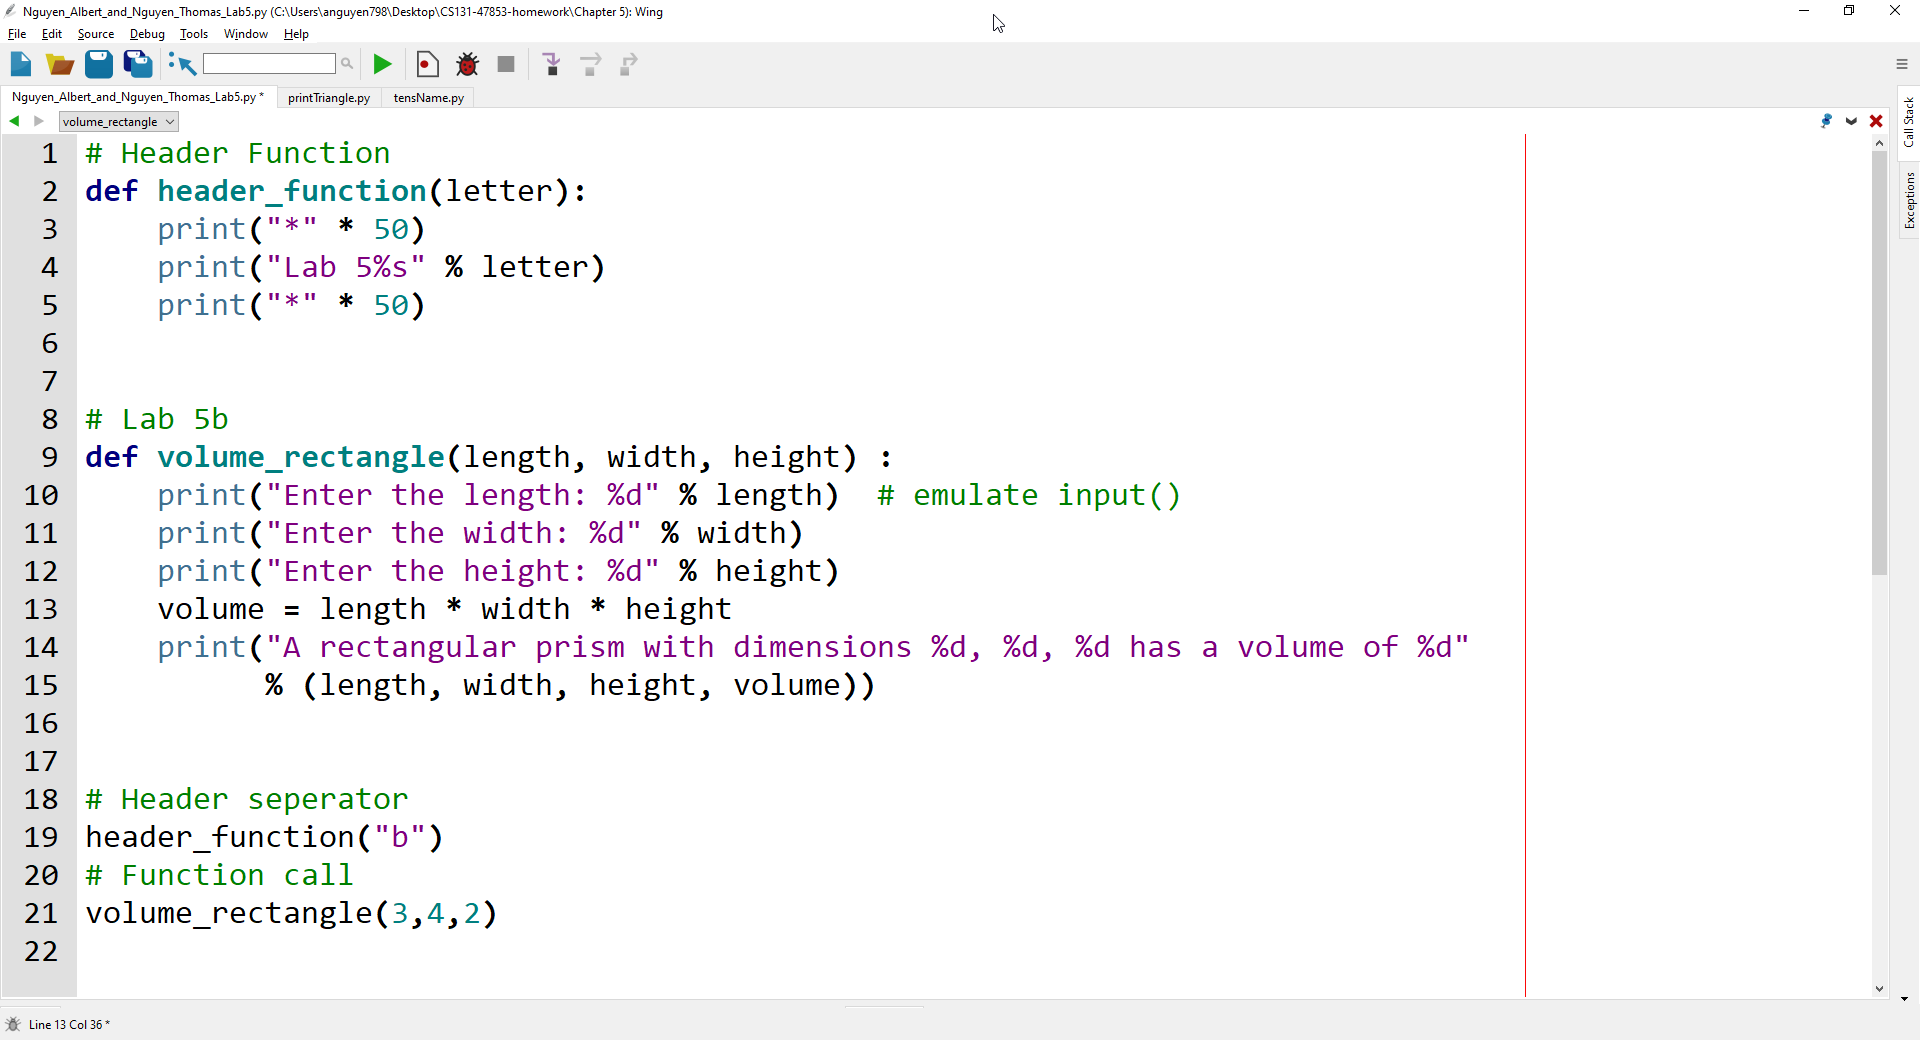 Nguyen_Albert_and_Nguyen_Thomas_Lab5.py (C:\Users\anguyen798\Desktop\CS131-47853-homework\Chapter 5): Wing
File Edit Source Debug Tools Window Help
Nguyen_Albert_and_Nguyen_Thomas_Lab5.py * printTriangle.py tensName.py
volume_rectangle
Call Stack
Exceptions
1 # Header Function
2 def header_function(letter):
3     print("*" * 50)
4     print("Lab 5%s" % letter)
5     print("*" * 50)
6
7
8 # Lab 5b
9 def volume_rectangle(length, width, height) :
10     print("Enter the length: %d" % length)  # emulate input()
11     print("Enter the width: %d" % width)
12     print("Enter the height: %d" % height)
13     volume = length * width * height
14     print("A rectangular prism with dimensions %d, %d, %d has a volume of %d"
15           % (length, width, height, volume))
16
17
18 # Header seperator
19 header_function("b")
20 # Function call
21 volume_rectangle(3,4,2)
22
Line 13 Col 36 *